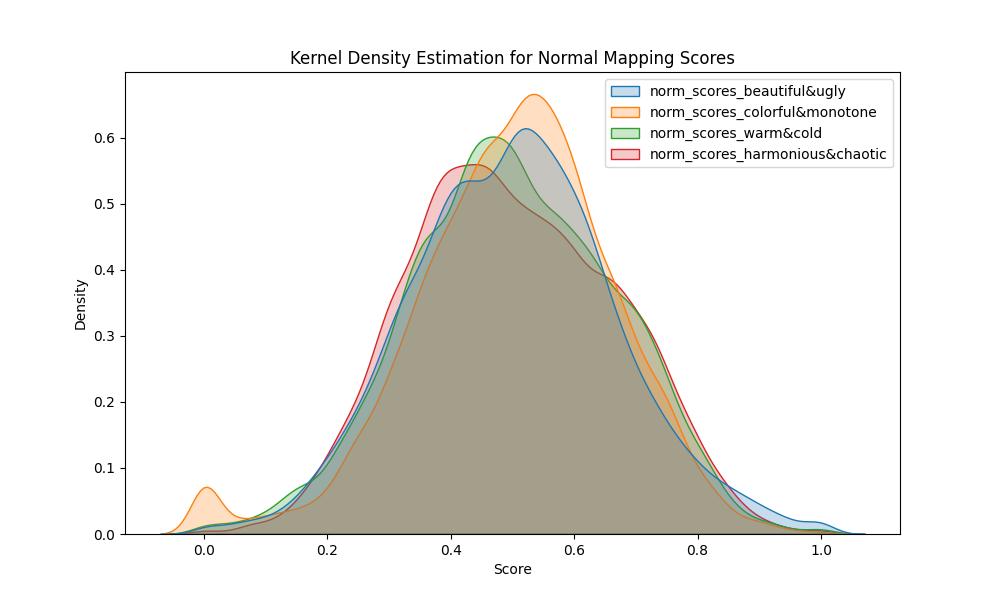 Kernel Density Estimation for Normal Mapping Scores
norm_scores_beautiful&ugly
norm_scores_colorful&monotone
norm_scores_warm&cold
norm_scores_harmonious&chaotic
Density
0.6
0.5
0.4
0.3
0.2
0.1
0.0
0.0 0.2 0.4 0.6 0.8 1.0
Score